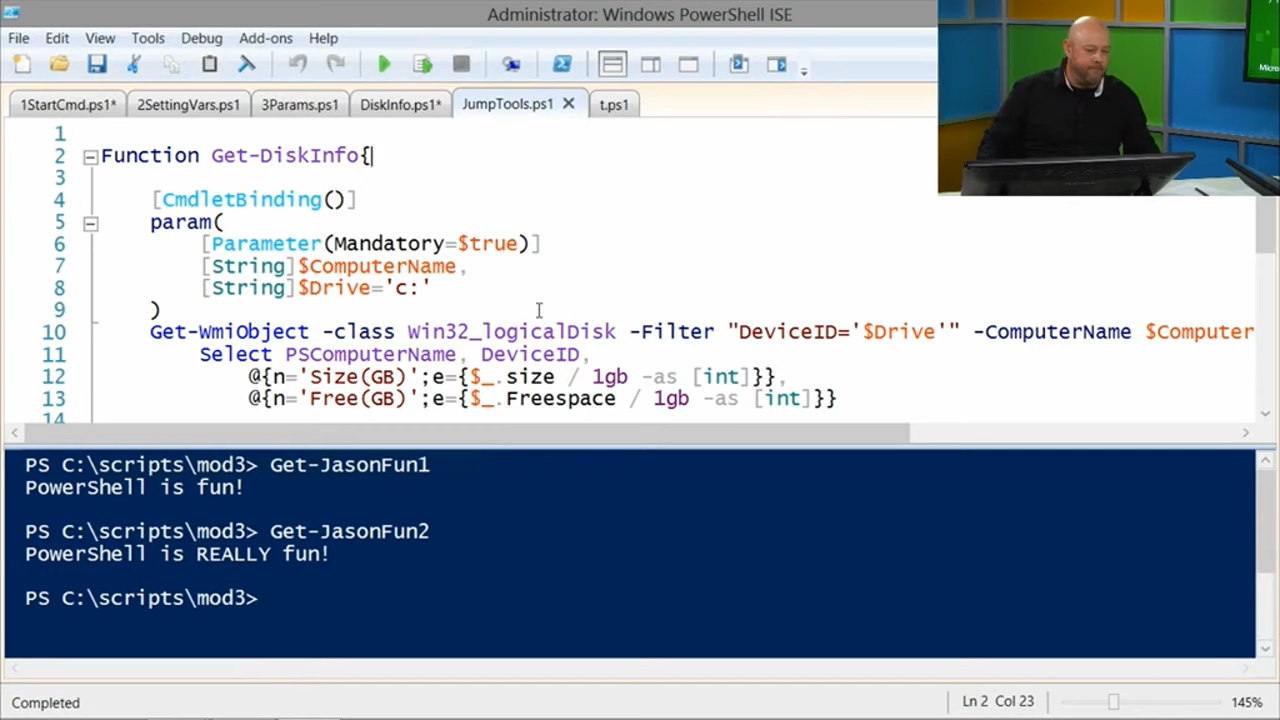 Administrator: Windows PowerShell ISE
File Edit View Tools Debug Add-ons Help
1StartCmd.ps1* 2SettingVars.ps1 3Params.ps1 DiskInfo.ps1* JumpTools.ps1 t.ps1
1
2 Function Get-DiskInfo{
3
4 [CmdletBinding()]
5 param(
6 [Parameter(Mandatory=$true)]
7 [String]$ComputerName,
8 [String]$Drive='c:'
9 )
10 Get-WmiObject -class Win32_logicalDisk -Filter "DeviceID='$Drive'" -ComputerName $Computer
11 Select PSComputerName, DeviceID,
12 @{n='Size(GB)';e={$_.size / 1gb -as [int]}},
13 @{n='Free(GB)';e={$_.Freespace / 1gb -as [int]}}
14
PS C:\scripts\mod3> Get-JasonFun1
PowerShell is fun!
PS C:\scripts\mod3> Get-JasonFun2
PowerShell is REALLY fun!
PS C:\scripts\mod3>
Completed
Ln 2 Col 23
145%
Micro